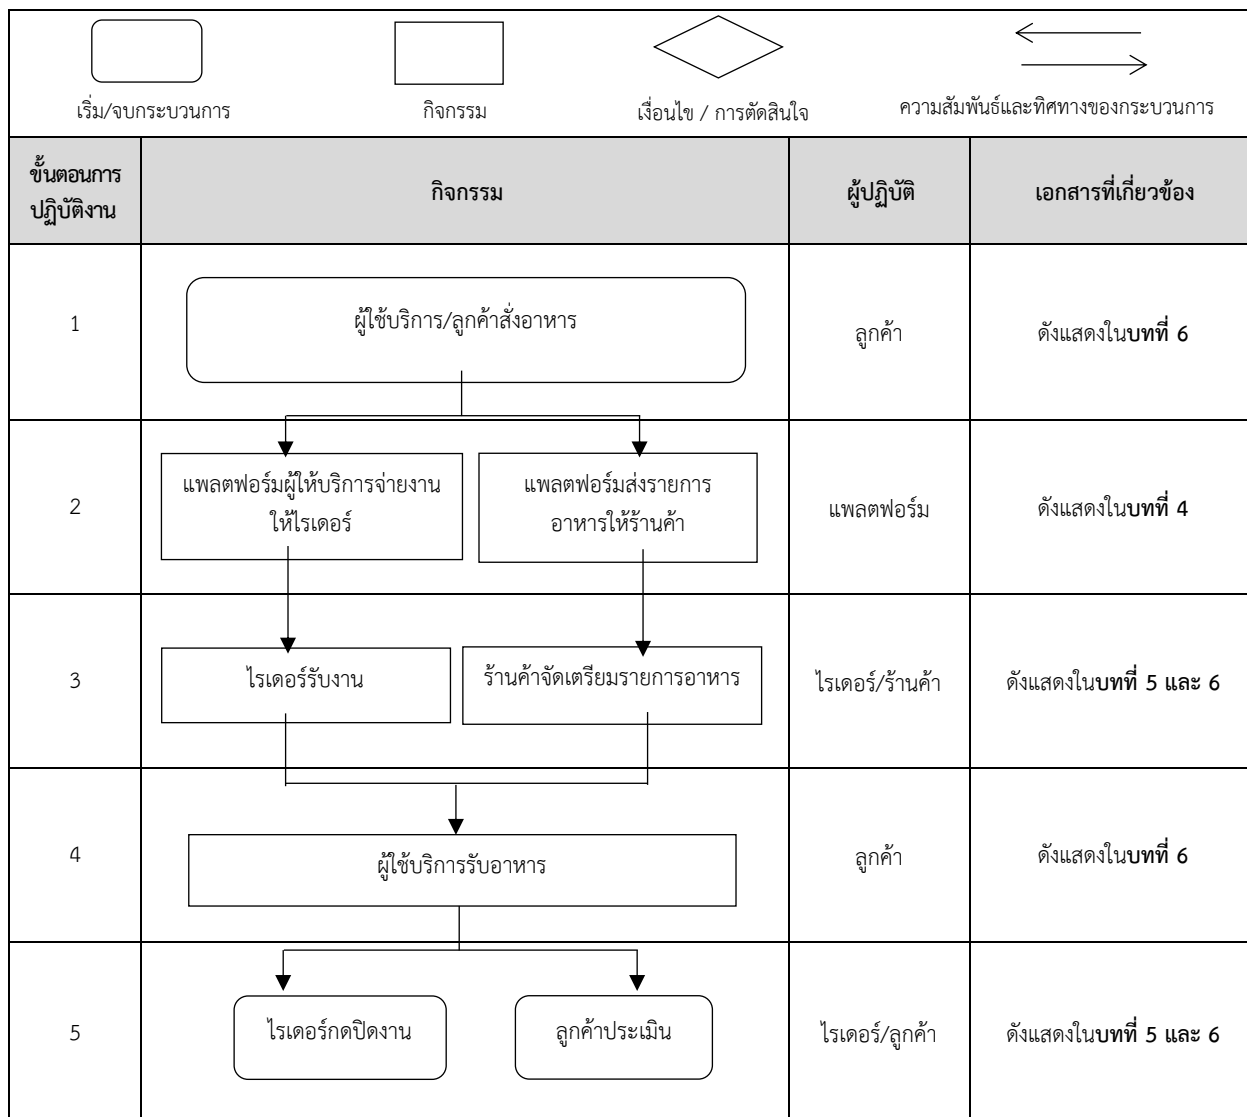 เริ่ม/จบกระบวนการ
กิจกรรม
เงื่อนไข / การตัดสินใจ
ความสัมพันธ์และทิศทางของกระบวนการ
ขั้นตอนการ
ปฏิบัติงาน
กิจกรรม
ผู้ปฏิบัติ
เอกสารที่เกี่ยวข้อง
1
ผู้ใช้บริการ/ลูกค้าสั่งอาหาร
ลูกค้า
ดังแสดงในบทที่ 6
2
แพลตฟอร์มผู้ให้บริการจ่ายงาน
ให้ไรเดอร์
แพลตฟอร์มส่งรายการ
อาหารให้ร้านค้า
แพลตฟอร์ม
ดังแสดงในบทที่ 4
3
ไรเดอร์รับงาน
ร้านค้าจัดเตรียมรายการอาหาร
ไรเดอร์/ร้านค้า
ดังแสดงในบทที่ 5 และ 6
4
ผู้ใช้บริการรับอาหาร
ลูกค้า
ดังแสดงในบทที่ 6
5
ไรเดอร์กดปิดงาน
ลูกค้าประเมิน
ไรเดอร์/ลูกค้า
ดังแสดงในบทที่ 5 และ 6